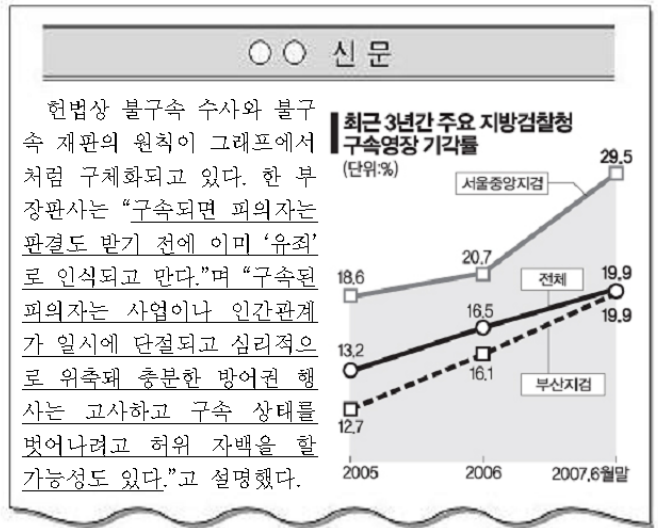 ○○ 신문
헌법상 불구속 수사와 불구
속 재판의 원칙이 그래프에서
처럼 구체화되고 있다. 한 부
장판사는 “구속되면 피의자는
판결도 받기 전에 이미 ‘유죄’
로 인식되고 만다.”며 “구속된
피의자는 사업이나 인간관계
가 일시에 단절되고 심리적으
로 위축돼 충분한 방어권 행
사는 고사하고 구속 상태를
벗어나려고 허위 자백을 할
가능성도 있다.”고 설명했다.
최근 3년간 주요 지방검찰청
구속영장 기각률
(단위:%)
29.5
서울중앙지검
20.7
18.6
전체
19.9
16.5
19.9
13.2
16.1
부산지검
12.7
2005 2006 2007.6월말